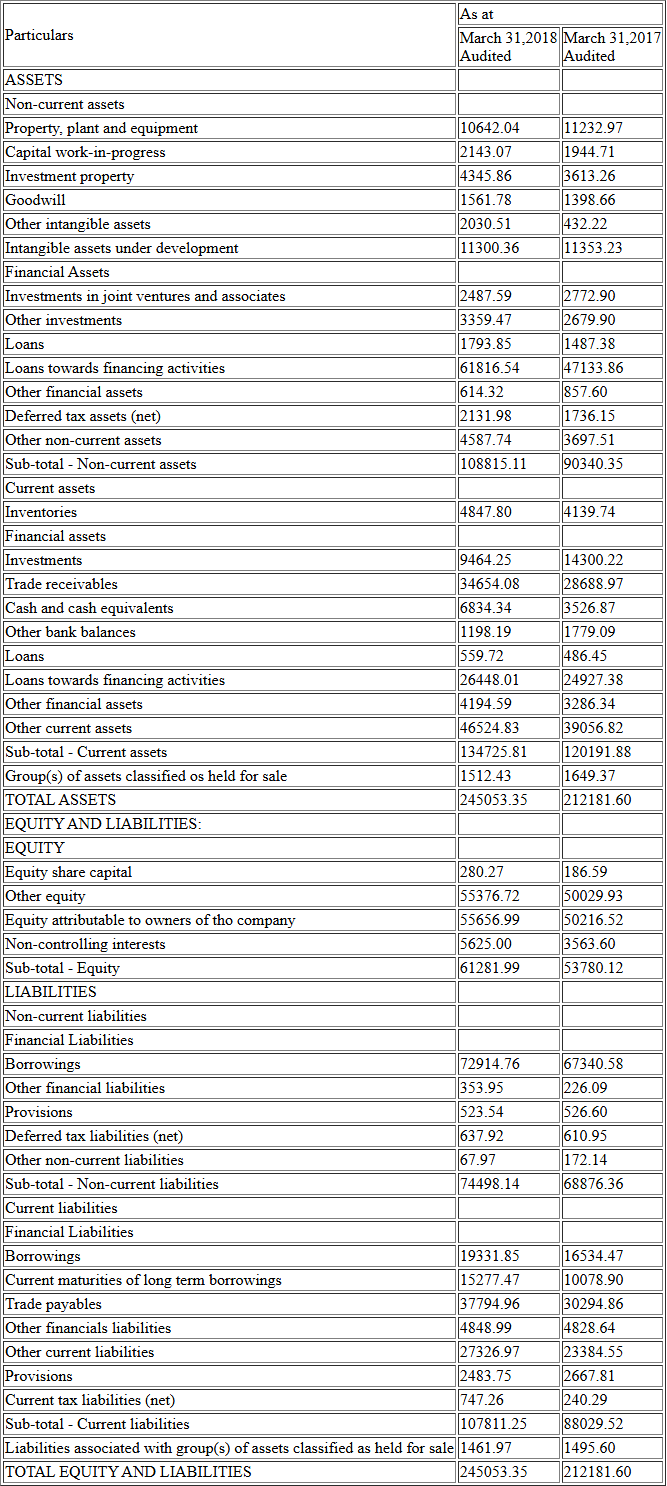 Particulars
As at
March 31,2018 Audited
March 31,2017 Audited
ASSETS
Non-current assets
Property, plant and equipment 10642.04 11232.97
Capital work-in-progress 2143.07 1944.71
Investment property 4345.86 3613.26
Goodwill 1561.78 1398.66
Other intangible assets 2030.51 432.22
Intangible assets under development 11300.36 11353.23
Financial Assets
Investments in joint ventures and associates 2487.59 2772.90
Other investments 3359.47 2679.90
Loans 1793.85 1487.38
Loans towards financing activities 61816.54 47133.86
Other financial assets 614.32 857.60
Deferred tax assets (net) 2131.98 1736.15
Other non-current assets 4587.74 3697.51
Sub-total - Non-current assets 108815.11 90340.35
Current assets
Inventories 4847.80 4139.74
Financial assets
Investments 9464.25 14300.22
Trade receivables 34654.08 28688.97
Cash and cash equivalents 6834.34 3526.87
Other bank balances 1198.19 1779.09
Loans 559.72 486.45
Loans towards financing activities 26448.01 24927.38
Other financial assets 4194.59 3286.34
Other current assets 46524.83 39056.82
Sub-total - Current assets 134725.81 120191.88
Group(s) of assets classified os held for sale 1512.43 1649.37
TOTAL ASSETS 245053.35 212181.60
EQUITY AND LIABILITIES:
EQUITY
Equity share capital 280.27 186.59
Other equity 55376.72 50029.93
Equity attributable to owners of tho company 55656.99 50216.52
Non-controlling interests 5625.00 3563.60
Sub-total - Equity 61281.99 53780.12
LIABILITIES
Non-current liabilities
Financial Liabilities
Borrowings 72914.76 67340.58
Other financial liabilities 353.95 226.09
Provisions 523.54 526.60
Deferred tax liabilities (net) 637.92 610.95
Other non-current liabilities 67.97 172.14
Sub-total - Non-current liabilities 74498.14 68876.36
Current liabilities
Financial Liabilities
Borrowings 19331.85 16534.47
Current maturities of long term borrowings 15277.47 10078.90
Trade payables 37794.96 30294.86
Other financials liabilities 4848.99 4828.64
Other current liabilities 27326.97 23384.55
Provisions 2483.75 2667.81
Current tax liabilities (net) 747.26 240.29
Sub-total - Current liabilities 107811.25 88029.52
Liabilities associated with group(s) of assets classified as held for sale 1461.97 1495.60
TOTAL EQUITY AND LIABILITIES 245053.35 212181.60